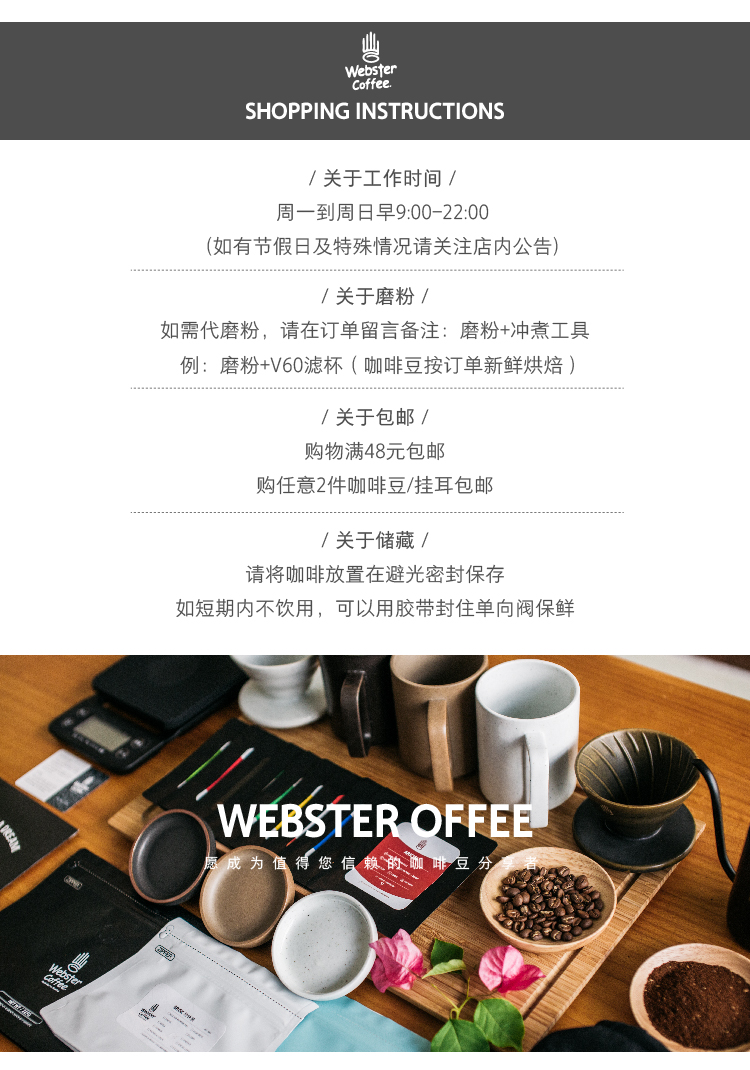 Webster
Coffee.
SHOPPING INSTRUCTIONS
/ 关于工作时间 /
周一到周日早9:00-22:00
(如有节假日及特殊情况请关注店内公告)
/ 关于磨粉 /
如需代磨粉，请在订单留言备注：磨粉+冲煮工具
例：磨粉+V60滤杯（咖啡豆按订单新鲜烘焙）
/ 关于包邮 /
购物满48元包邮
购任意2件咖啡豆/挂耳包邮
/ 关于储藏 /
请将咖啡放置在避光密封保存
如短期内不饮用，可以用胶带封住单向阀保鲜
WEBSTER OFFEE
愿成为值得您信赖的咖啡豆分享者
DREAM
ZIPPER
Webster
Coffee.
ZIPPER
Webster
Coffee